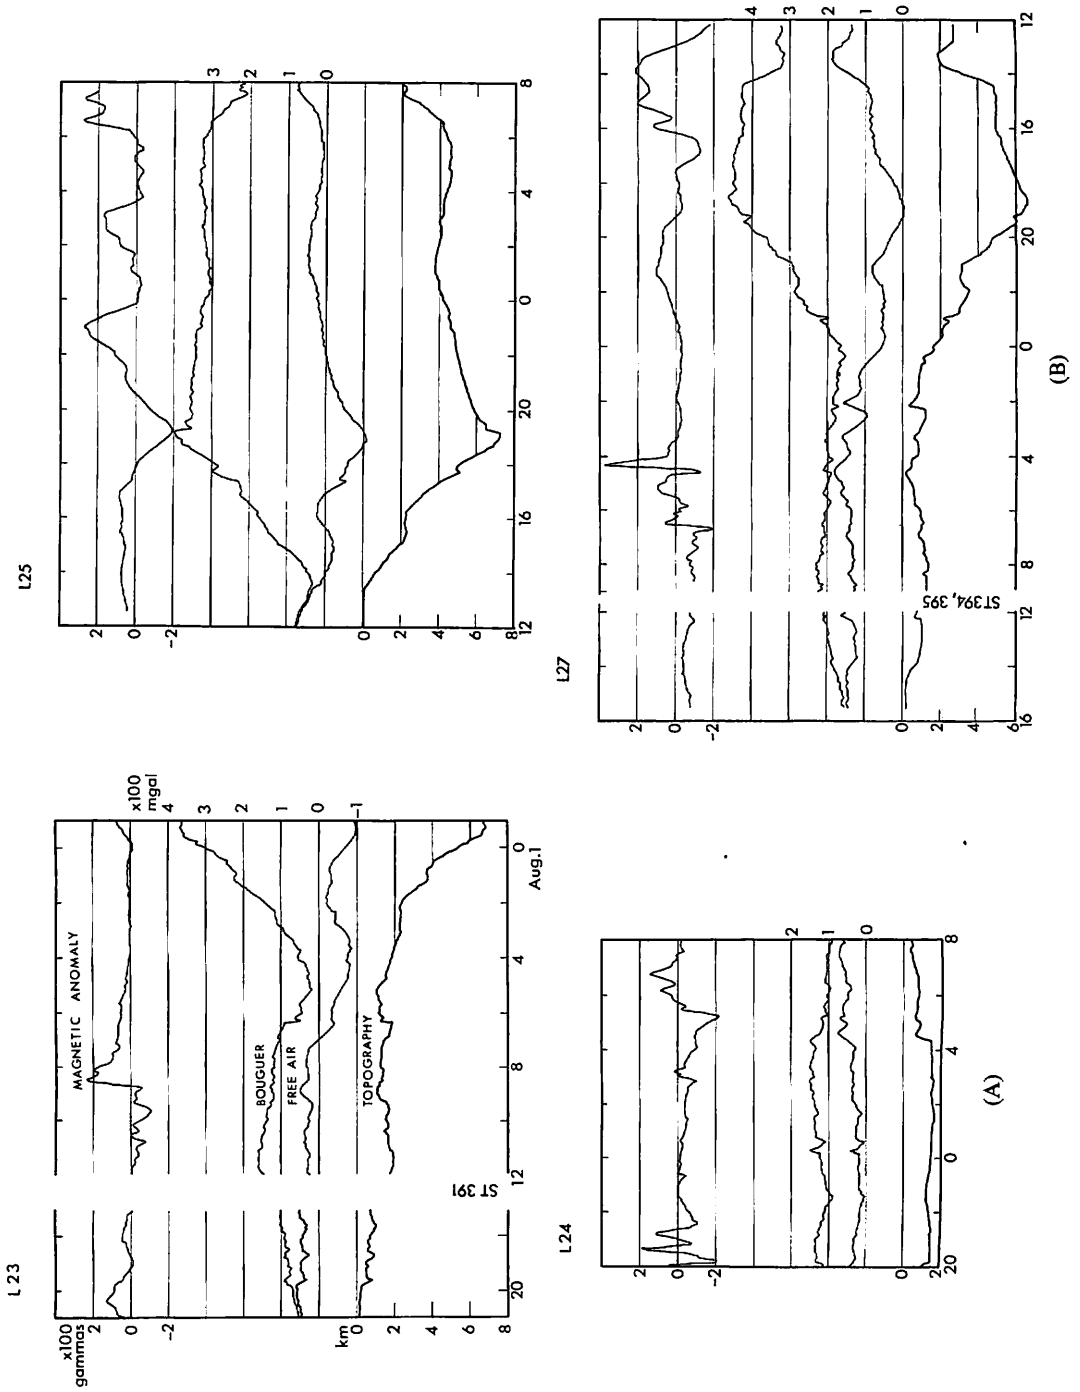 L23
x100
gammas
2
0
-2
km 0
2
4
6
8
MAGNETIC ANOMALY
BOUGUER
FREE AIR
TOPOGRAPHY
x100
mgal
4
3
2
1
0
-1
ST 391
20 12 8 4 0
Aug.1
L25
2
0
-2
0
2
4
6
8
3
2
1
0
12 16 20 0 4 8
L24
2
0
-2
0
2
2
1
0
20 0 4 8
(A)
L27
2
0
-2
0
2
4
6
4
3
2
1
0
ST394, 395
16 12 8 4 0 20 16 12
(B)